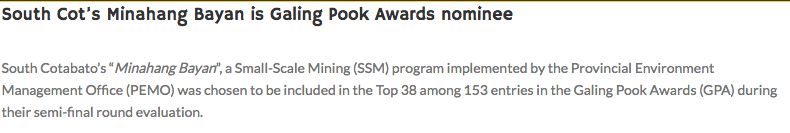 South Cot's Minahang Bayan is Galing Pook Awards nominee
South Cotabato's "Minahang Bayan", a Small-Scale Mining (SSM) program implemented by the Provincial Environment
Management Office (PEMO) was chosen to be included in the Top 38 among 153 entries in the Galing Pook Awards (GPA) during
their semi-final round evaluation.